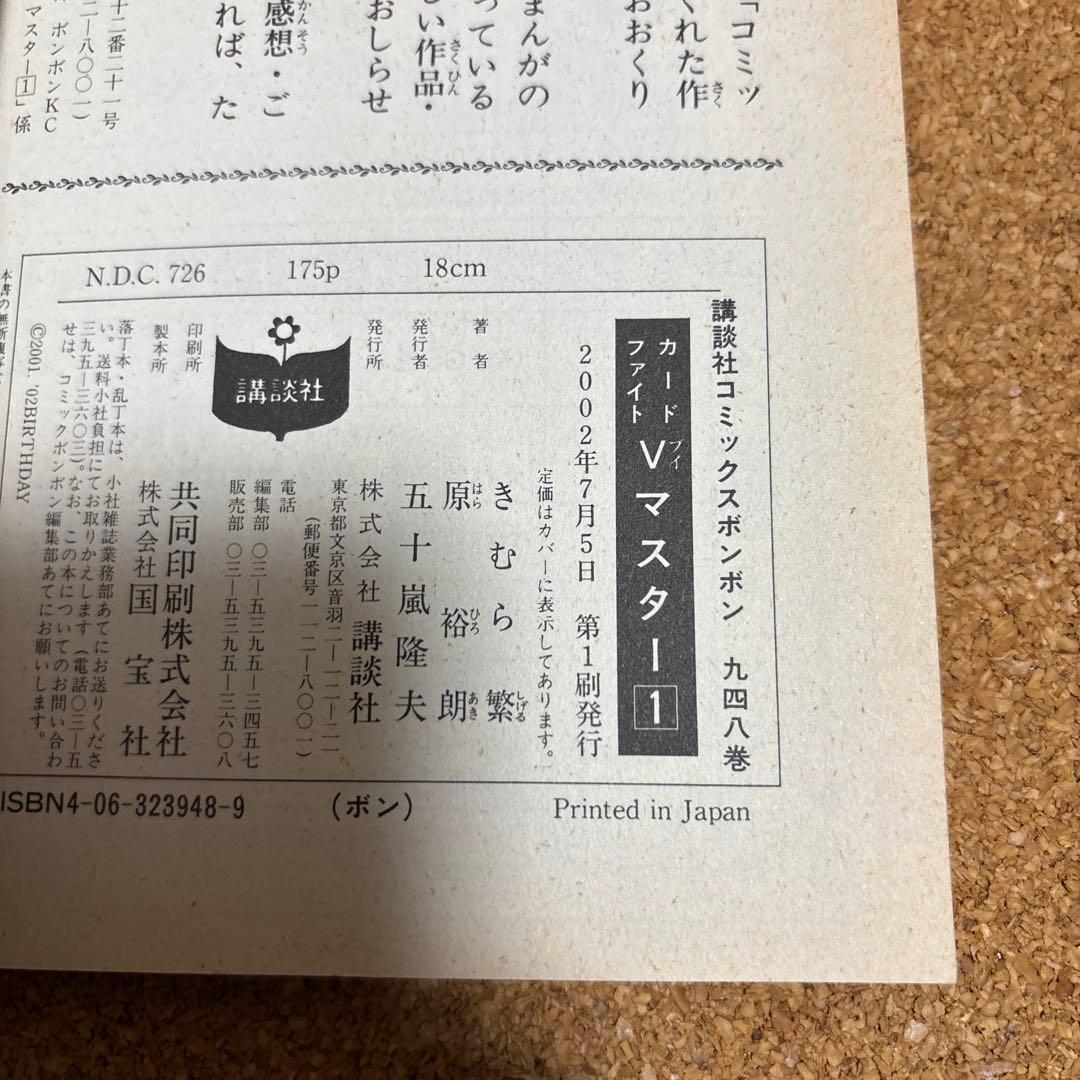 「コミッ
くれた作
おおくり
まんがの
っている
しい作品・
おしらせ
感想・ご
れば、た
十二番二十一号
二―八〇〇一)
ボンボンKC
マスター1」係
N.D.C. 726 175p 18cm
講談社コミックスボンボン 九四八巻
カードファイト Vマスター 1
2002年7月5日 第1刷発行
定価はカバーに表示してあります。
著者 きむら繁
原 裕朗
発行者 五十嵐隆夫
発行所 株式会社 講談社
東京都文京区音羽二―一二―二一
(郵便番号一一二―八〇〇一)
電話
編集部 〇三―五三九五―三四五七
販売部 〇三―五三九五―三六〇八
講談社
印刷所 共同印刷株式会社
製本所 株式会社国宝社
落丁本・乱丁本は、小社雑誌業務部あてにお送りくださ
い。送料小社負担にてお取りかえします(電話〇三―五
三九五―三六〇三)。なお、この本についてのお問い合わ
せは、コミックボンボン編集部あてにお願いします。
©2001,'02BIRTHDAY
本書の無断複写
ISBN4-06-323948-9 (ボン) Printed in Japan